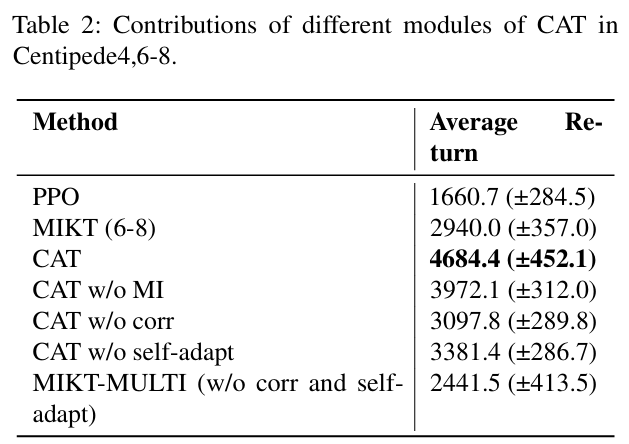 Table 2: Contributions of different modules of CAT in
Centipede4,6-8.
Method Average Re-
turn
PPO 1660.7 (±284.5)
MIKT (6-8) 2940.0 (±357.0)
CAT 4684.4 (±452.1)
CAT w/o MI 3972.1 (±312.0)
CAT w/o corr 3097.8 (±289.8)
CAT w/o self-adapt 3381.4 (±286.7)
MIKT-MULTI (w/o corr and self- 2441.5 (±413.5)
adapt)